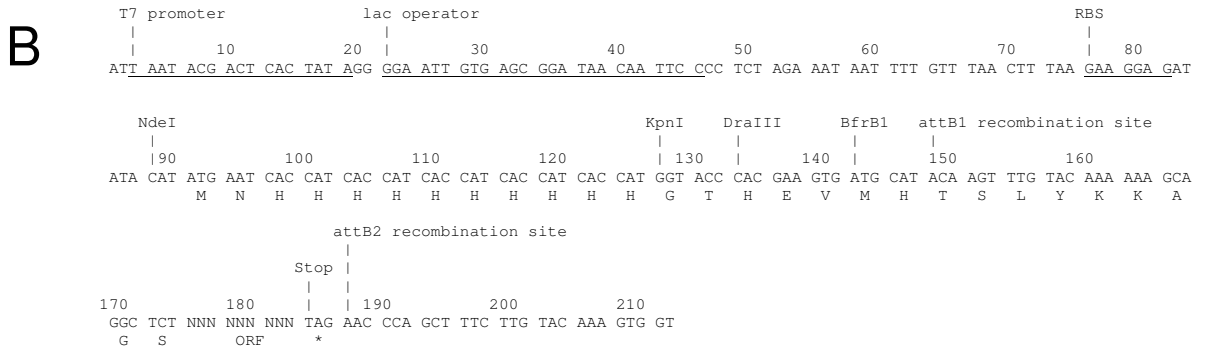 B
T7 promoter lac operator RBS
10 20 30 40 50 60 70 80
ATT AAT ACG ACT CAC TAT AGG GGA ATT GTG AGC GGA TAA CAA TTC CCC TCT AGA AAT AAT TTT GTT TAA CTT TAA GAA GGA GAT
NdeI KpnI DraIII BfrB1 attB1 recombination site
90 100 110 120 130 140 150 160
ATA CAT ATG AAT CAC CAT CAC CAT CAC CAT CAC CAT CAC CAT GGT ACC CAC GAA GTG ATG CAT ACA AGT TTG TAC AAA AAA GCA
M N H H H H H H H H H H G T H E V M H T S L Y K K A
attB2 recombination site
Stop
170 180 190 200 210
GGC TCT NNN NNN NNN TAG AAC CCA GCT TTC TTG TAC AAA GTG GT
G S ORF *